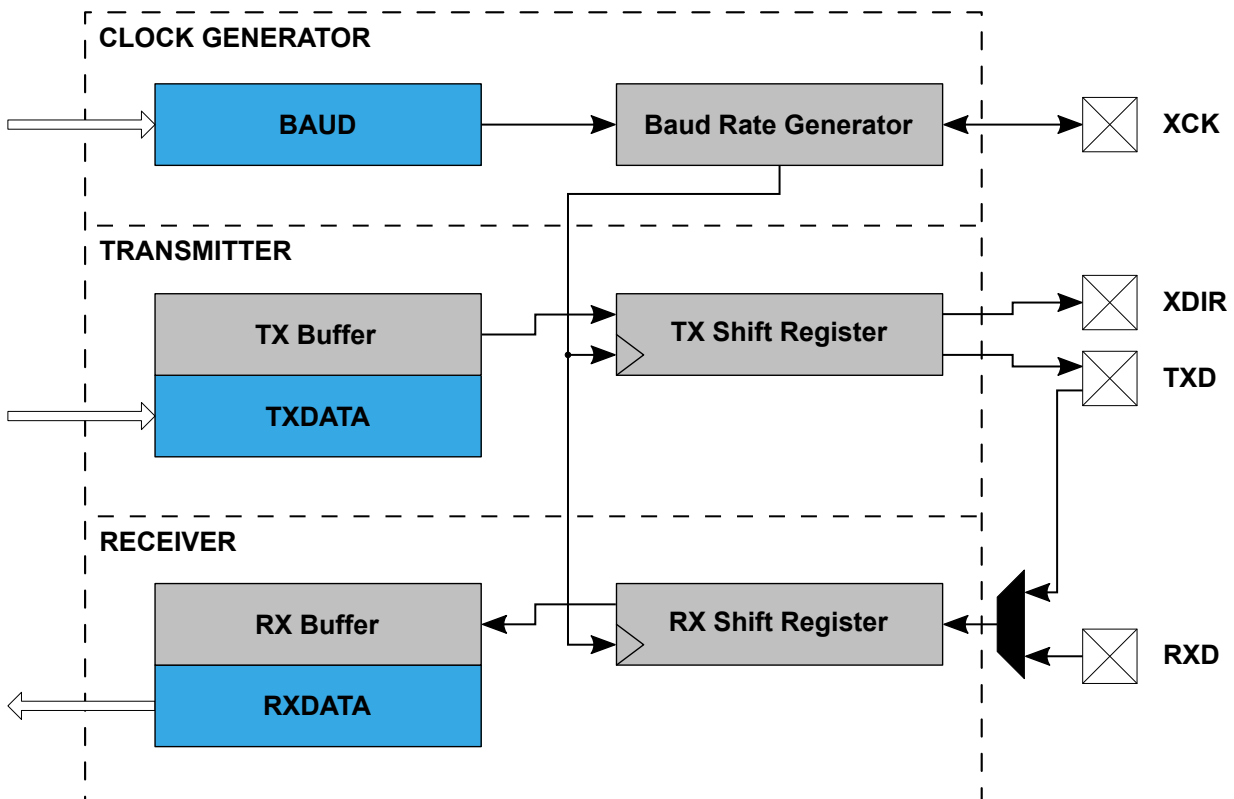 CLOCK GENERATOR
BAUD
Baud Rate Generator
XCK
TRANSMITTER
TX Buffer
TX Shift Register
XDIR
TXD
TXDATA
RECEIVER
RX Buffer
RX Shift Register
RXD
RXDATA